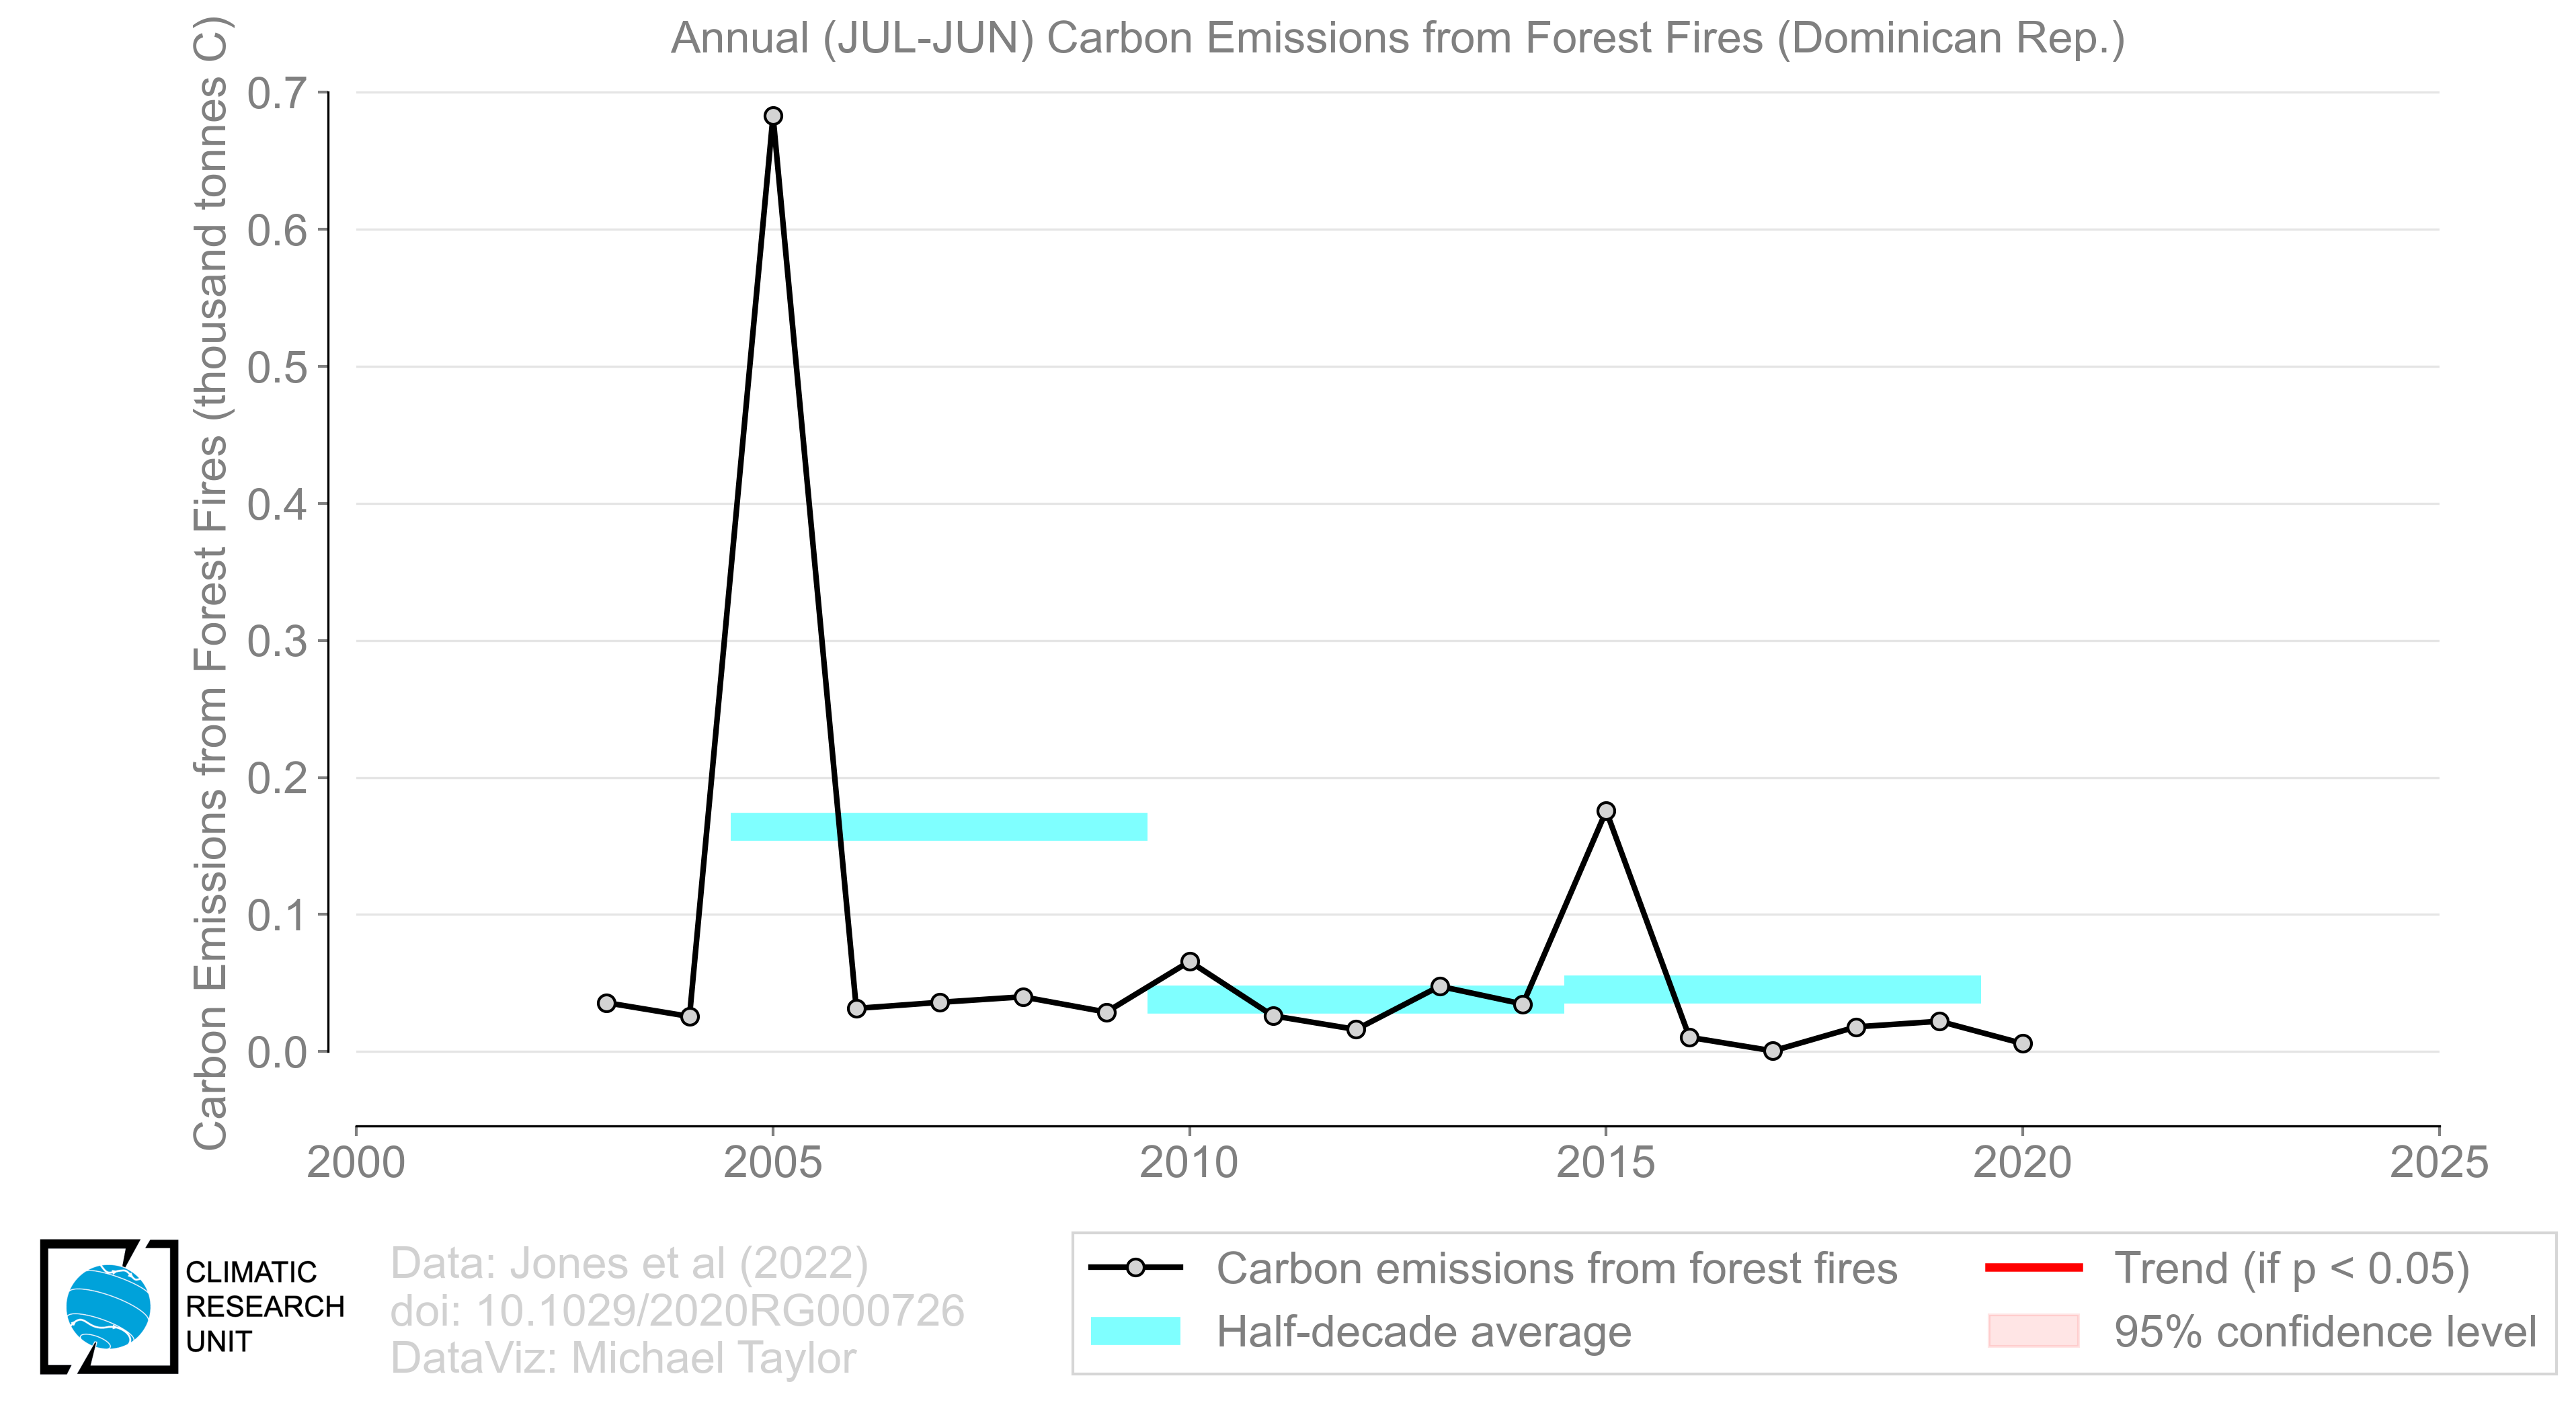 Annual (JUL-JUN) Carbon Emissions from Forest Fires (Dominican Rep.)
Carbon Emissions from Forest Fires (thousand tonnes C)
0.7
0.6
0.5
0.4
0.3
0.2
0.1
0.0
2000 2005 2010 2015 2020 2025
CLIMATIC
RESEARCH
UNIT
Data: Jones et al (2022)
doi: 10.1029/2020RG000726
DataViz: Michael Taylor
Carbon emissions from forest fires
Half-decade average
Trend (if p < 0.05)
95% confidence level